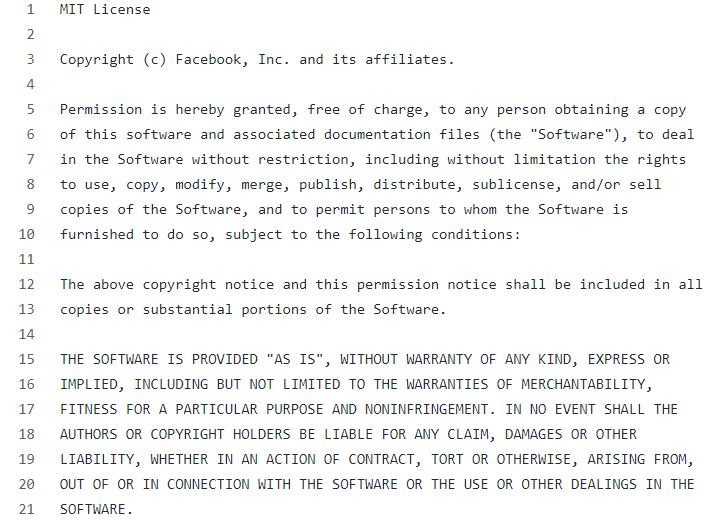 1 MIT License
2
3 Copyright (c) Facebook, Inc. and its affiliates.
4
5 Permission is hereby granted, free of charge, to any person obtaining a copy
6 of this software and associated documentation files (the "Software"), to deal
7 in the Software without restriction, including without limitation the rights
8 to use, copy, modify, merge, publish, distribute, sublicense, and/or sell
9 copies of the Software, and to permit persons to whom the Software is
10 furnished to do so, subject to the following conditions:
11
12 The above copyright notice and this permission notice shall be included in all
13 copies or substantial portions of the Software.
14
15 THE SOFTWARE IS PROVIDED "AS IS", WITHOUT WARRANTY OF ANY KIND, EXPRESS OR
16 IMPLIED, INCLUDING BUT NOT LIMITED TO THE WARRANTIES OF MERCHANTABILITY,
17 FITNESS FOR A PARTICULAR PURPOSE AND NONINFRINGEMENT. IN NO EVENT SHALL THE
18 AUTHORS OR COPYRIGHT HOLDERS BE LIABLE FOR ANY CLAIM, DAMAGES OR OTHER
19 LIABILITY, WHETHER IN AN ACTION OF CONTRACT, TORT OR OTHERWISE, ARISING FROM,
20 OUT OF OR IN CONNECTION WITH THE SOFTWARE OR THE USE OR OTHER DEALINGS IN THE
21 SOFTWARE.